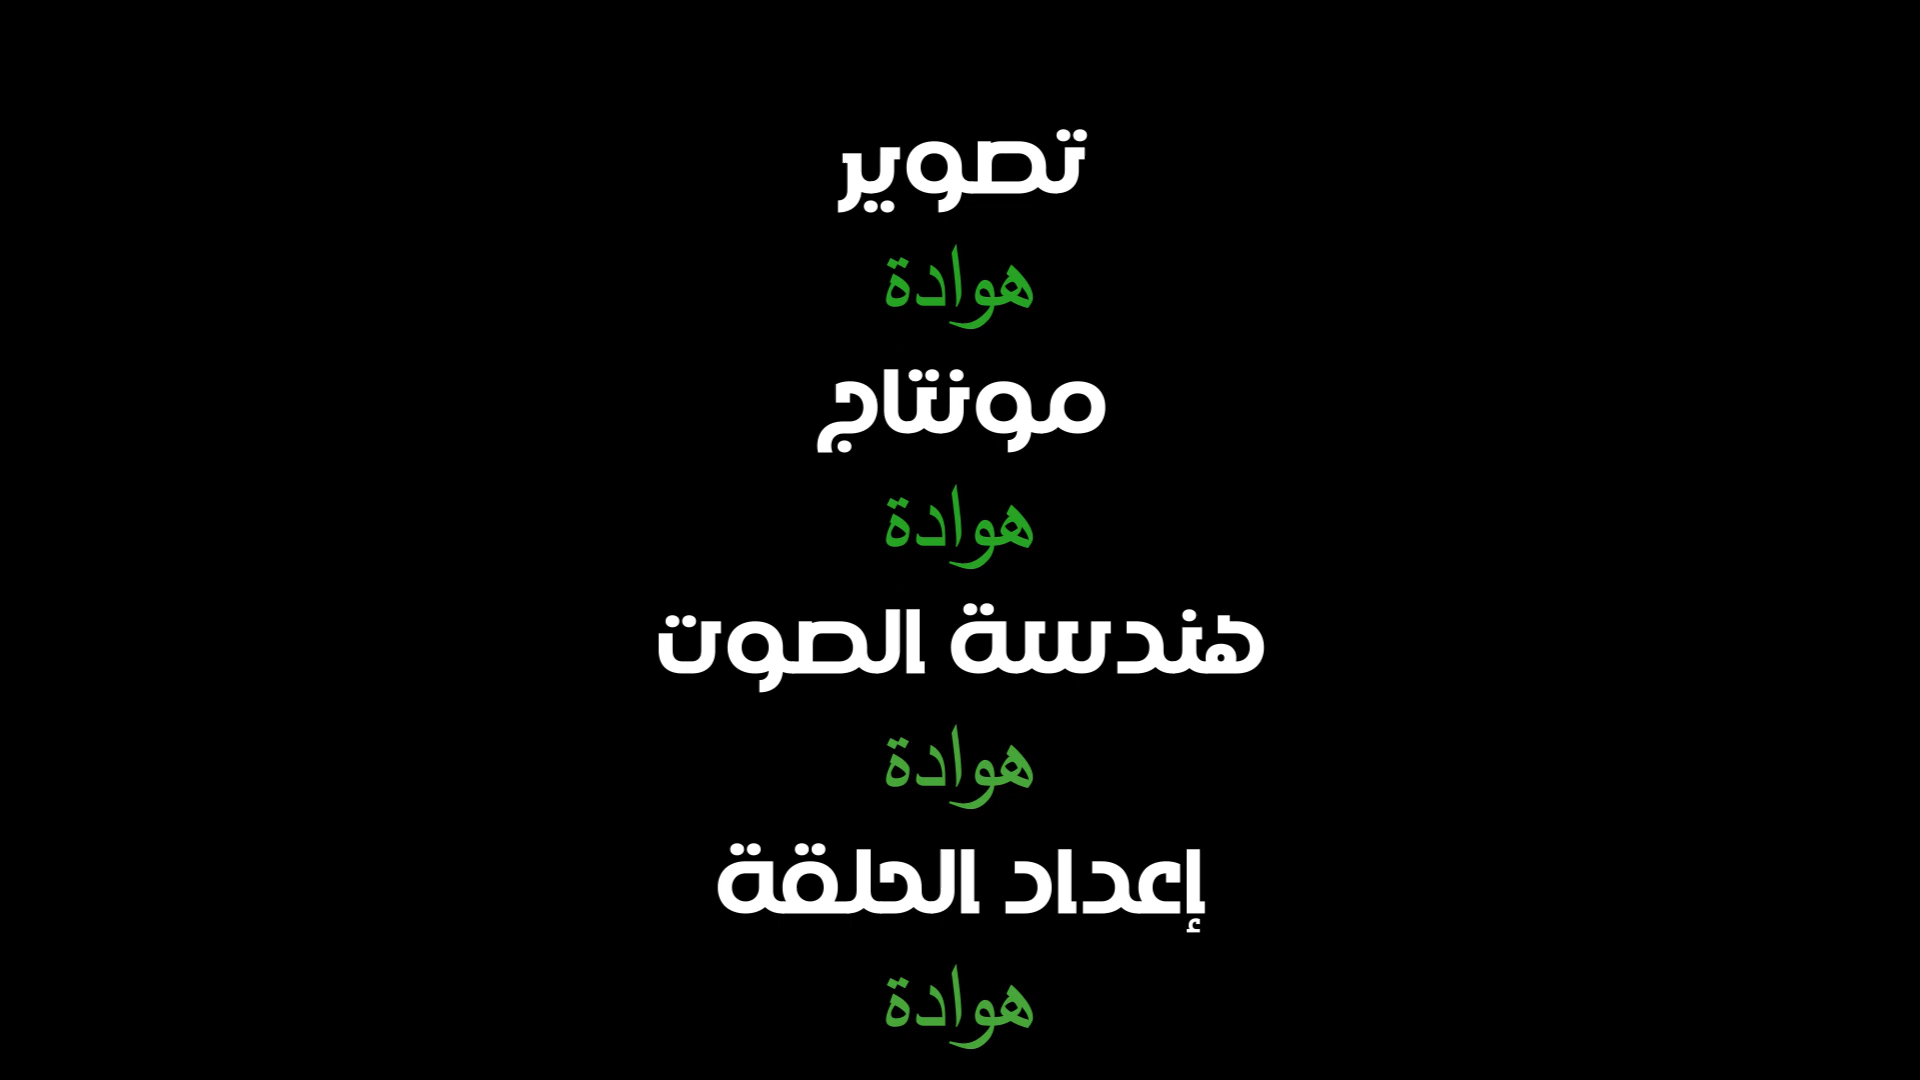 تصوير
هوادة
مونتاج
هوادة
هندسة الصوت
هوادة
إعداد الحلقة
هوادة